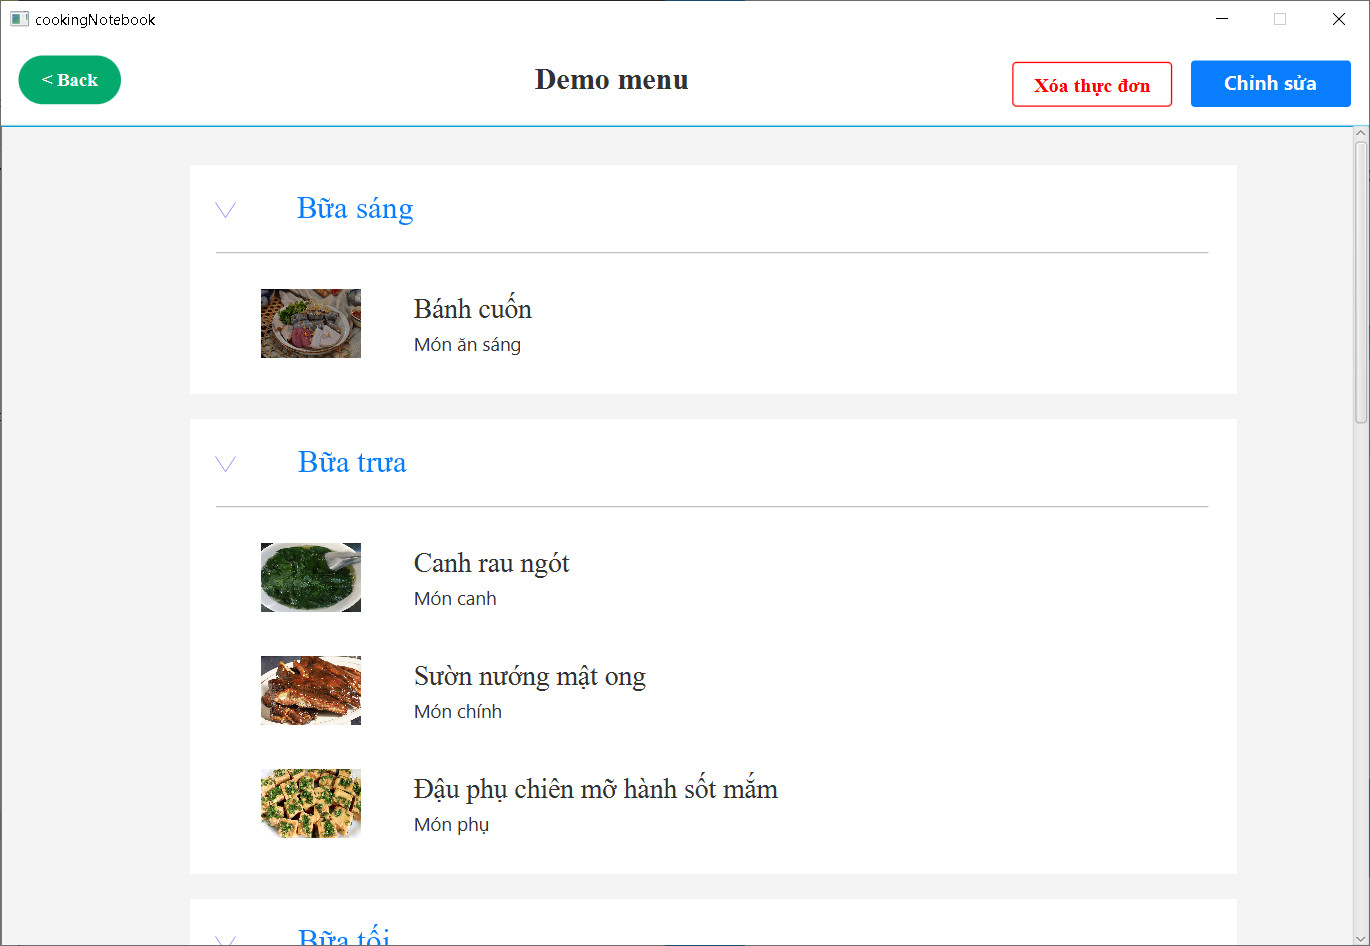 cookingNotebook
< Back
Demo menu
Xóa thực đơn
Chỉnh sửa
Bữa sáng
Bánh cuốn
Món ăn sáng
Bữa trưa
Canh rau ngót
Món canh
Sườn nướng mật ong
Món chính
Đậu phụ chiên mỡ hành sốt mắm
Món phụ
Bữa tối